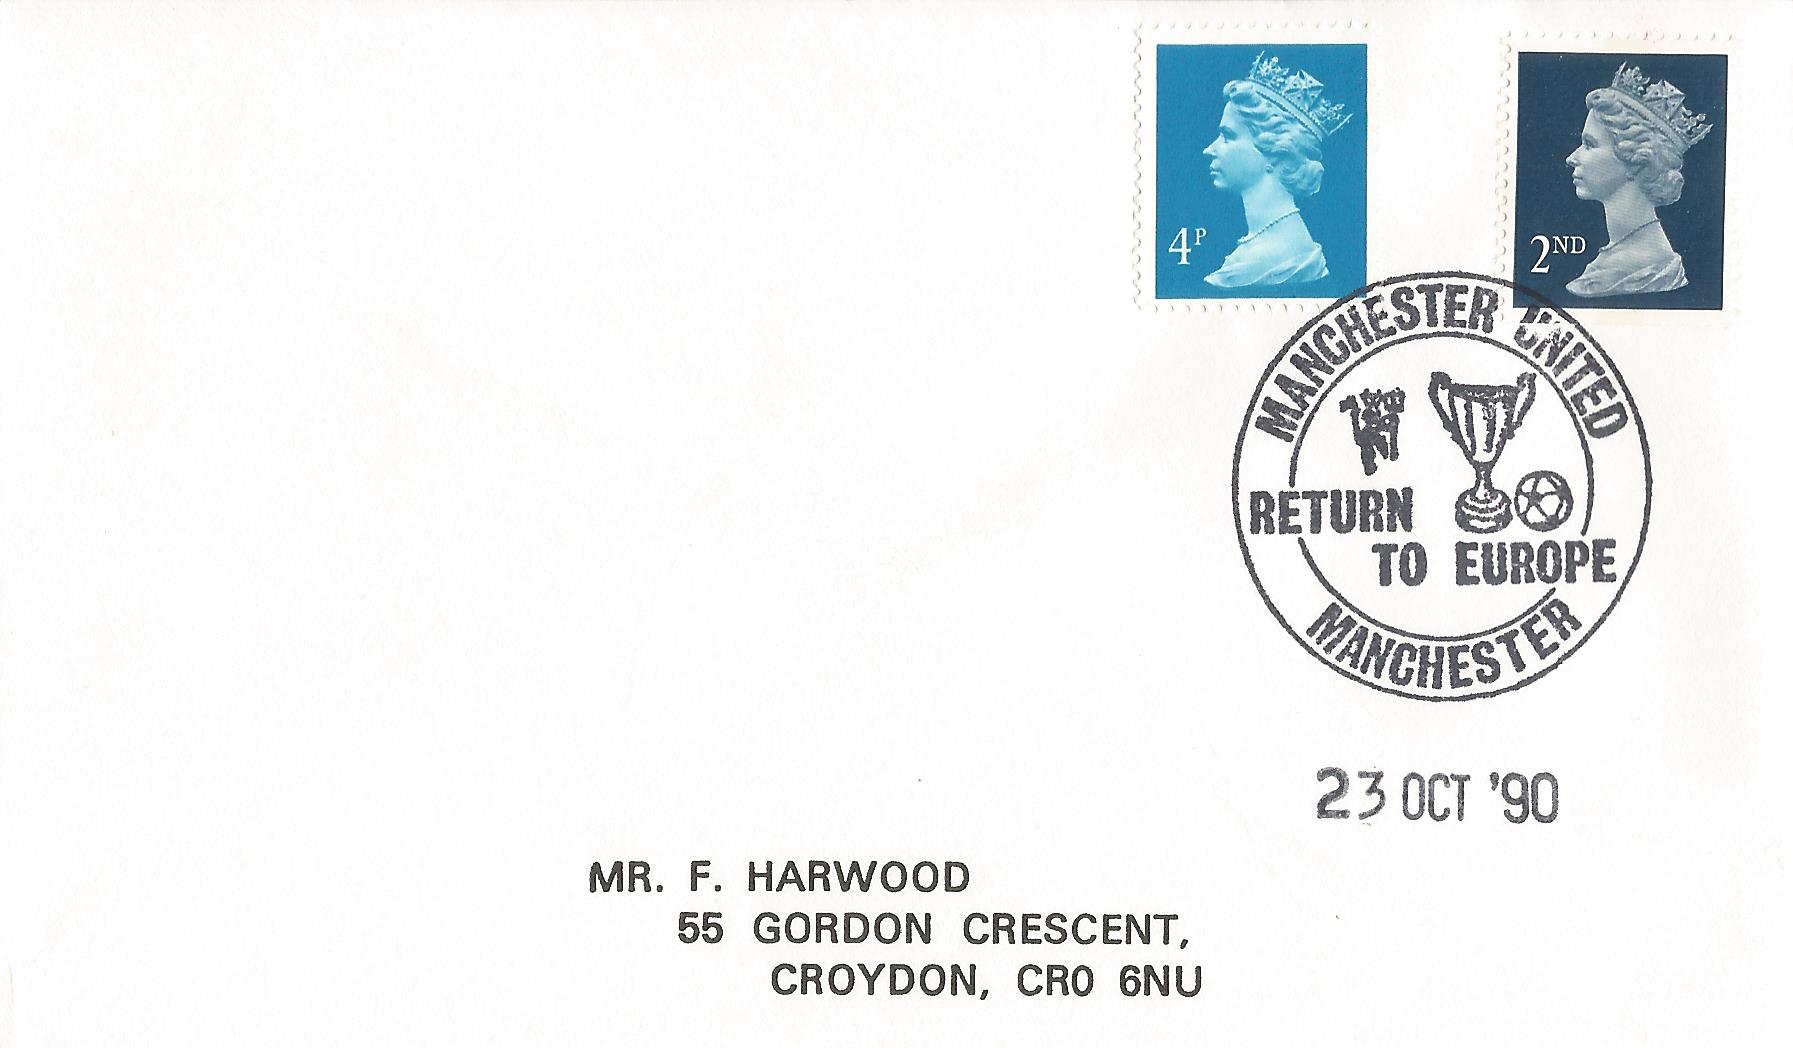 4P
2ND
MANCHESTER UNITED
RETURN
TO EUROPE
MANCHESTER
23 OCT '90
MR. F. HARWOOD
55 GORDON CRESCENT,
CROYDON, CR0 6NU